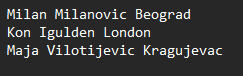 Milan Milanovic Beograd
Kon Igulden London
Maja Vilotijevic Kragujevac